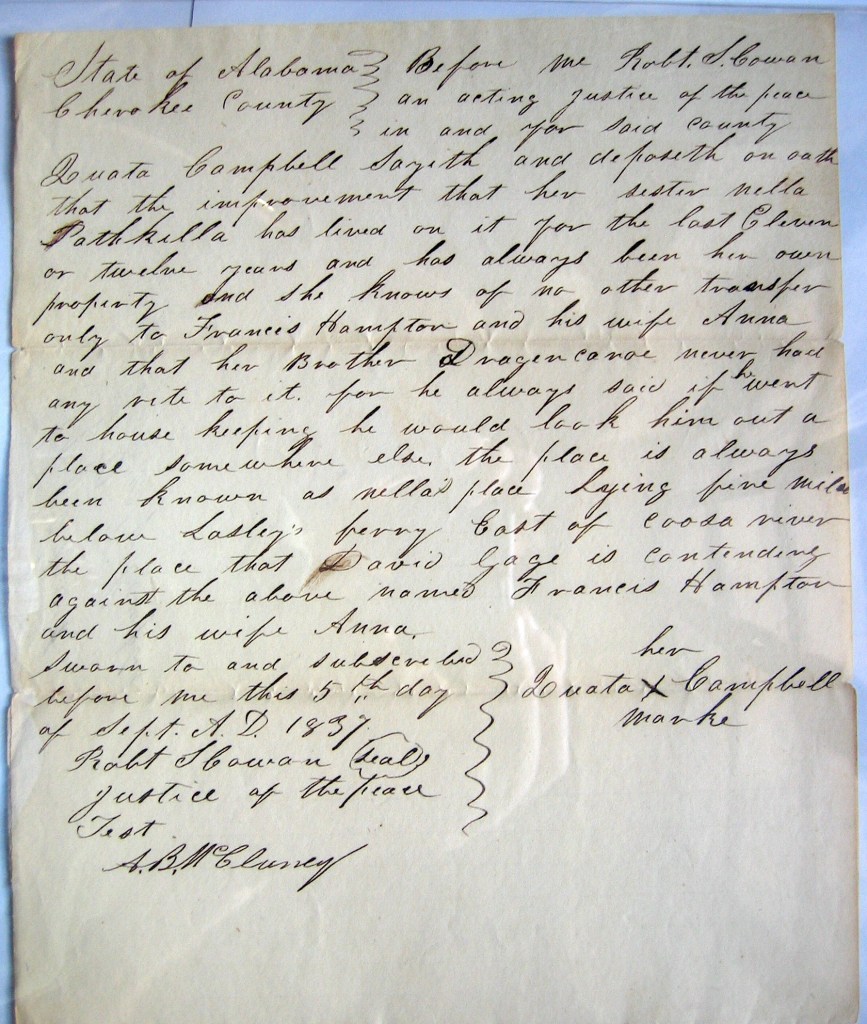 State of Alabama } Before me Robt. S. Cowan
Cherokee County } an acting justice of the peace
} in and for said county
Quata Campbell Sayith and deposeth on oath
that the improvement that her sister nella
Pathkilla has lived on it for the last Eleven
or twelve years and has always been her own
property and she knows of no other transfer
only to Francis Hampton and his wife Anna
and that her Brother Dragencanoe never had
any rite to it. for he always said if he went
to house keeping he would look him out a
place somewhere else. the place is always
been known as nella's place Lying five miles
below Lasley's ferry East of Coosa river
the place that David Gage is contending
against the above named Francis Hampton
and his wife Anna.
Sworn to and subscrebed
before me this 5th day
of Sept. A.D. 1837
Robt S Cowan (seal)
justice of the peace
Test
A. B. McCluney
her
Quata X Campbell
marke